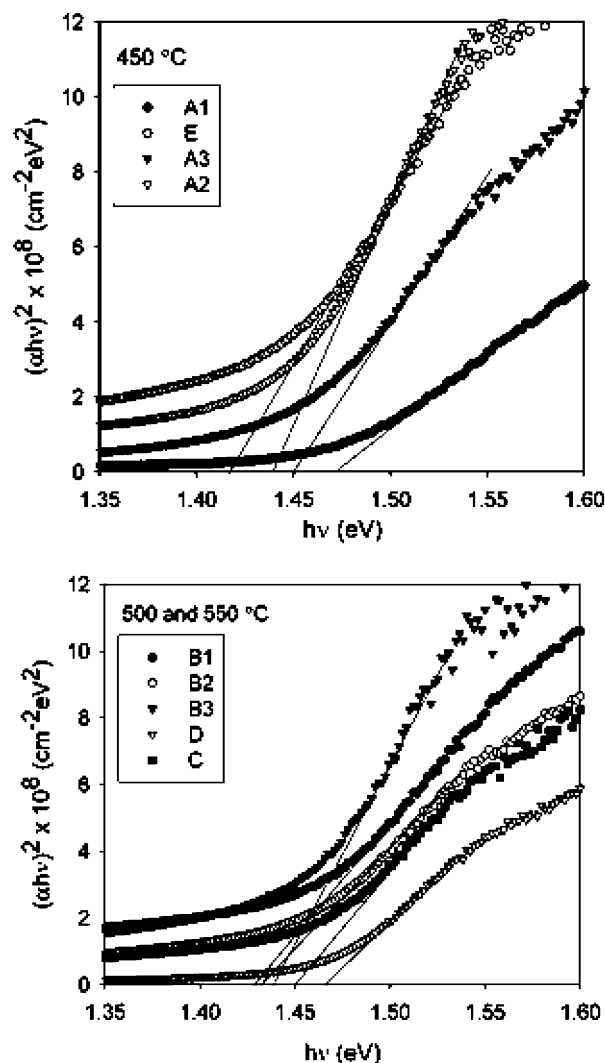 12
10
8
6
4
2
0
450 °C
A1
E
A3
A2
(αhν)² x 10⁸ (cm⁻²eV²)
1.35 1.40 1.45 1.50 1.55 1.60
hν (eV)
12
10
8
6
4
2
0
500 and 550 °C
B1
B2
B3
D
C
(αhν)² x 10⁸ (cm⁻²eV²)
1.35 1.40 1.45 1.50 1.55 1.60
hν (eV)